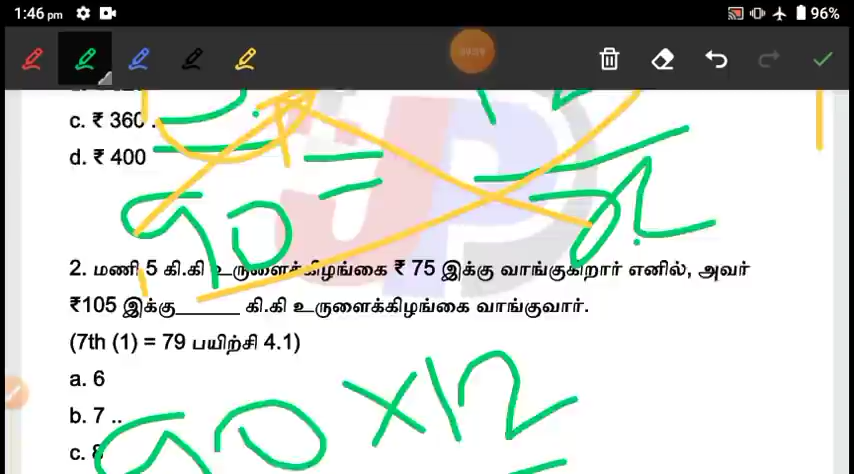 1:46 pm 96%
c. ₹ 360 .
d. ₹ 400
90 = x
2. மணி 5 கி.கி உருளைக்கிழங்கை ₹ 75 இக்கு வாங்குகிறார் எனில், அவர்
₹105 இக்கு______ கி.கி உருளைக்கிழங்கை வாங்குவார்.
(7th (1) = 79 பயிற்சி 4.1)
a. 6
b. 7 ..
c. 8
90 × 12